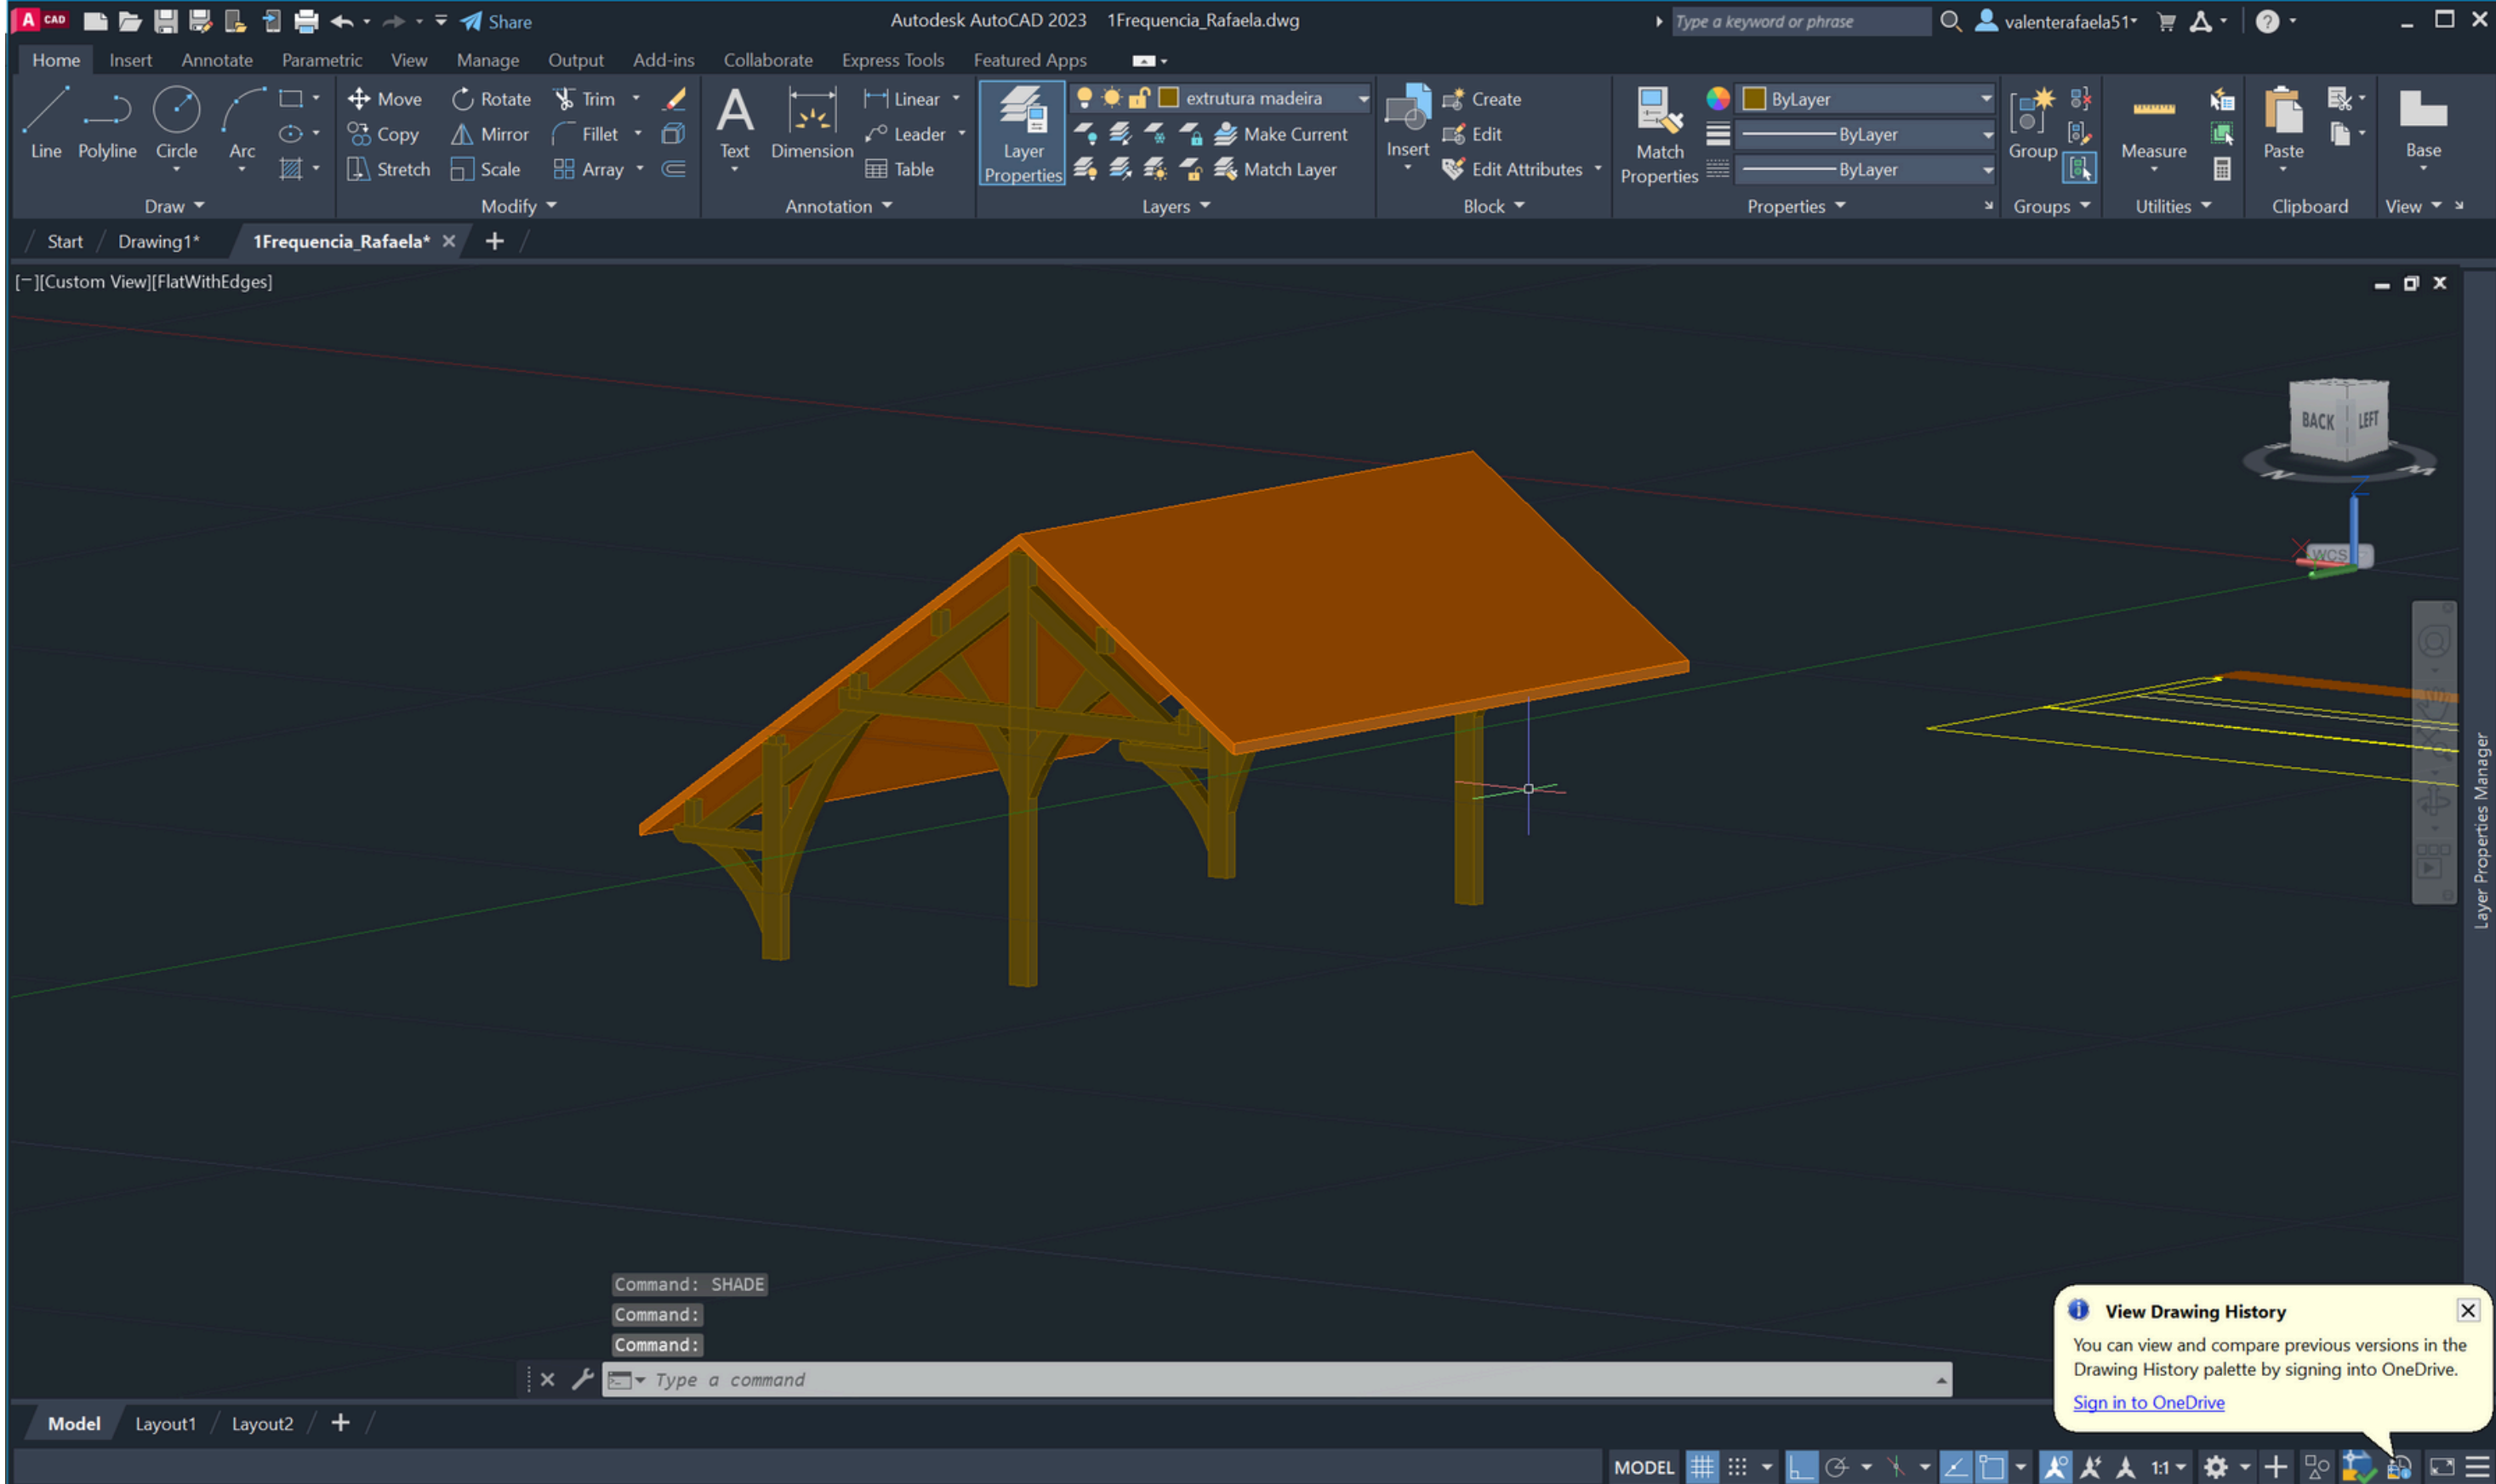 A CAD Share Autodesk AutoCAD 2023 1Frequencia_Rafaela.dwg Type a keyword or phrase valenterafaela51
Home Insert Annotate Parametric View Manage Output Add-ins Collaborate Express Tools Featured Apps
Move Rotate Trim Linear extrutura madeira Create ByLayer
Copy Mirror Fillet Leader Make Current Edit ByLayer
Line Polyline Circle Arc Text Dimension Layer Properties Insert Match Properties Group Measure Paste Base
Stretch Scale Array Table Match Layer Edit Attributes ByLayer
Draw Modify Annotation Layers Block Properties Groups Utilities Clipboard View
Start Drawing1* 1Frequencia_Rafaela*
[−][Custom View][FlatWithEdges]
BACK LEFT
N
Z
X WCS
Layer Properties Manager
Command: SHADE
Command:
Command:
Type a command
View Drawing History
You can view and compare previous versions in the
Drawing History palette by signing into OneDrive.
Sign in to OneDrive
Model Layout1 Layout2
MODEL 1:1